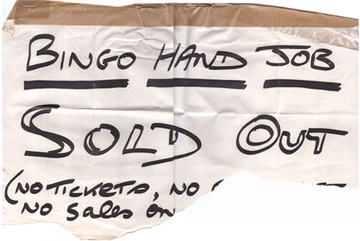 BINGO HAND JOB
SOLD OUT
(NO TICKETS, NO
NO SALES ON